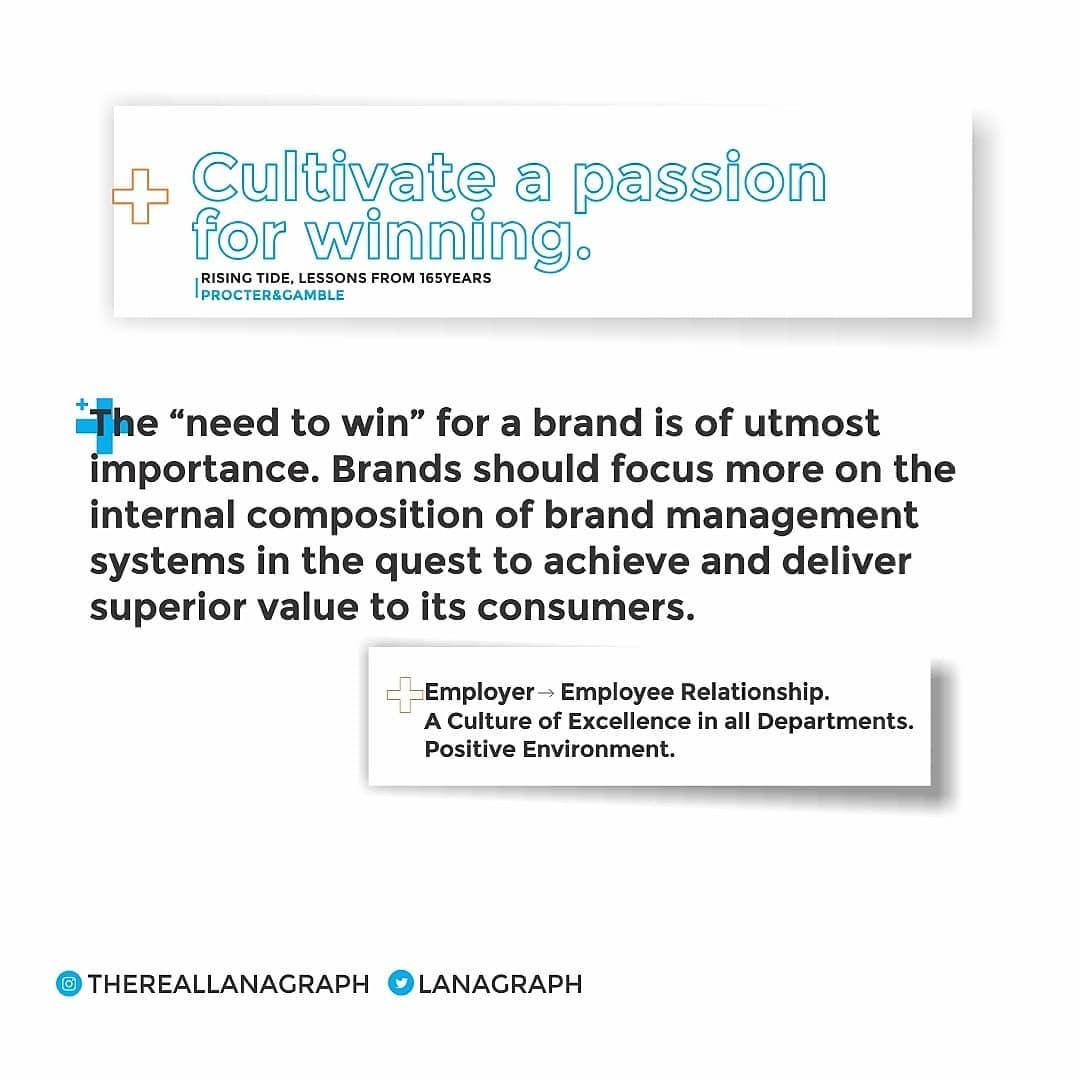 Cultivate a passion
for winning.
RISING TIDE, LESSONS FROM 165YEARS
PROCTER&GAMBLE
The “need to win” for a brand is of utmost
importance. Brands should focus more on the
internal composition of brand management
systems in the quest to achieve and deliver
superior value to its consumers.
Employer→ Employee Relationship.
A Culture of Excellence in all Departments.
Positive Environment.
THEREALLANAGRAPH LANAGRAPH